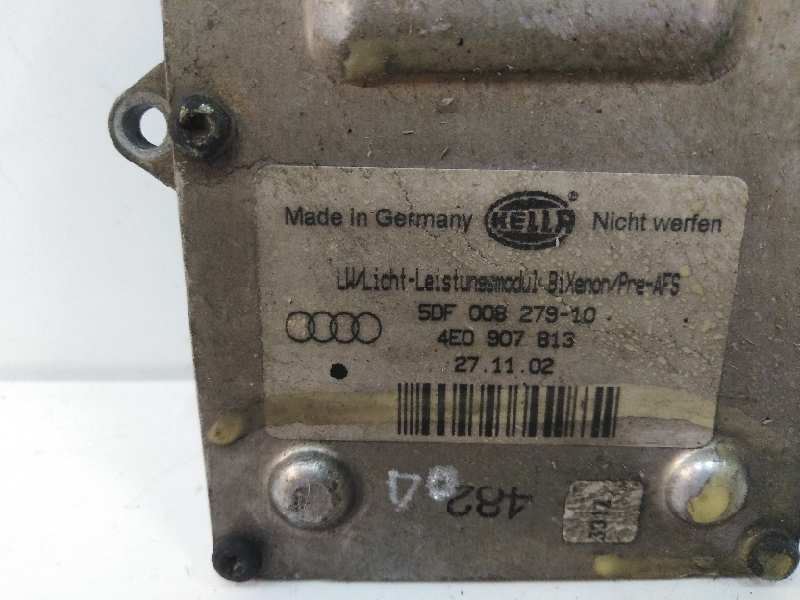 Made in Germany HELLA ® Nicht werfen
LW/Licht-Leistungsmodul-BiXenon/Pre-AFS
5DF 008 279-10
4E0 907 813
27.11.02
482